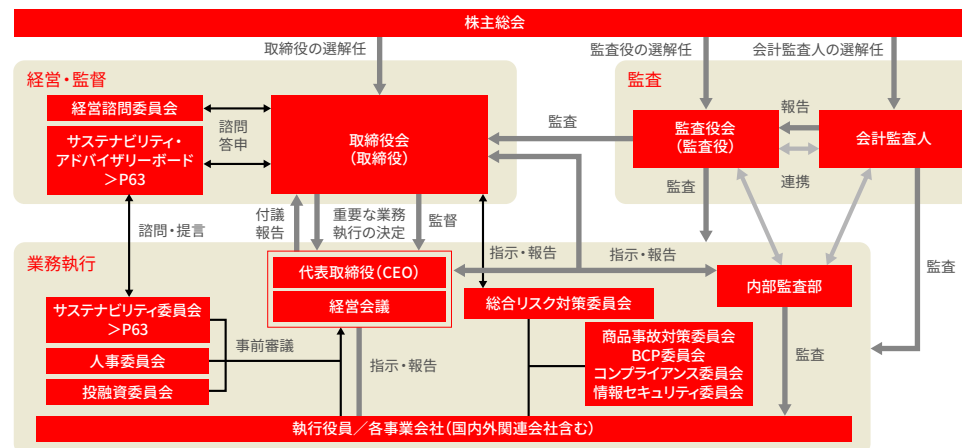 株主総会
取締役の選解任
監査役の選解任
会計監査人の選解任
経営・監督
監査
経営諮問委員会
サステナビリティ・
アドバイザリーボード
>P63
諮問
答申
取締役会
(取締役)
監査
監査役会
(監査役)
報告
連携
会計監査人
諮問・提言
付議
報告
重要な業務
執行の決定
監督
指示・報告
監査
指示・報告
監査
業務執行
代表取締役(CEO)
経営会議
総合リスク対策委員会
内部監査部
サステナビリティ委員会
>P63
人事委員会
投融資委員会
事前審議
指示・報告
商品事故対策委員会
BCP委員会
コンプライアンス委員会
情報セキュリティ委員会
監査
執行役員/各事業会社(国内外関連会社含む)